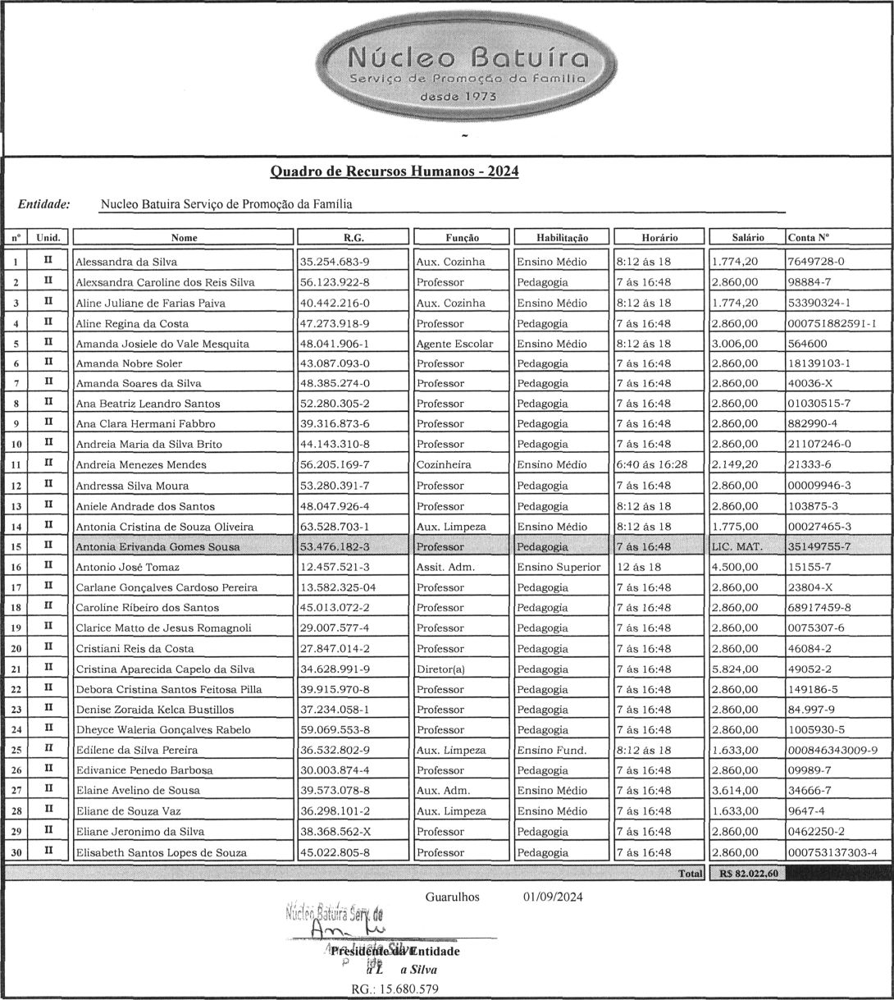 Núcleo Batuíra
Serviço de Promoção da Família
desde 1973
~
Quadro de Recursos Humanos - 2024
Entidade: Nucleo Batuira Serviço de Promoção da Família
nº Unid. Nome R.G. Função Habilitação Horário Salário Conta Nº
1 II Alessandra da Silva 35.254.683-9 Aux. Cozinha Ensino Médio 8:12 ás 18 1.774,20 7649728-0
2 II Alexsandra Caroline dos Reis Silva 56.123.922-8 Professor Pedagogia 7 ás 16:48 2.860,00 98884-7
3 II Aline Juliane de Farias Paiva 40.442.216-0 Aux. Cozinha Ensino Médio 8:12 ás 18 1.774,20 53390324-1
4 II Aline Regina da Costa 47.273.918-9 Professor Pedagogia 7 ás 16:48 2.860,00 000751882591-1
5 II Amanda Josiele do Vale Mesquita 48.041.906-1 Agente Escolar Ensino Médio 8:12 ás 18 3.006,00 564600
6 II Amanda Nobre Soler 43.087.093-0 Professor Pedagogia 7 ás 16:48 2.860,00 18139103-1
7 II Amanda Soares da Silva 48.385.274-0 Professor Pedagogia 7 ás 16:48 2.860,00 40036-X
8 II Ana Beatriz Leandro Santos 52.280.305-2 Professor Pedagogia 7 ás 16:48 2.860,00 01030515-7
9 II Ana Clara Hermani Fabbro 39.316.873-6 Professor Pedagogia 7 ás 16:48 2.860,00 882990-4
10 II Andreia Maria da Silva Brito 44.143.310-8 Professor Pedagogia 7 ás 16:48 2.860,00 21107246-0
11 II Andreia Menezes Mendes 56.205.169-7 Cozinheira Ensino Médio 6:40 ás 16:28 2.149,20 21333-6
12 II Andressa Silva Moura 53.280.391-7 Professor Pedagogia 7 ás 16:48 2.860,00 00009946-3
13 II Aniele Andrade dos Santos 48.047.926-4 Professor Pedagogia 8:12 ás 18 2.860,00 103875-3
14 II Antonia Cristina de Souza Oliveira 63.528.703-1 Aux. Limpeza Ensino Médio 8:12 ás 18 1.775,00 00027465-3
15 II Antonia Erivanda Gomes Sousa 53.476.182-3 Professor Pedagogia 7 ás 16:48 LIC. MAT. 35149755-7
16 II Antonio José Tomaz 12.457.521-3 Assit. Adm. Ensino Superior 12 ás 18 4.500,00 15155-7
17 II Carlane Gonçalves Cardoso Pereira 13.582.325-04 Professor Pedagogia 7 ás 16:48 2.860,00 23804-X
18 II Caroline Ribeiro dos Santos 45.013.072-2 Professor Pedagogia 7 ás 16:48 2.860,00 68917459-8
19 II Clarice Matto de Jesus Romagnoli 29.007.577-4 Professor Pedagogia 7 ás 16:48 2.860,00 0075307-6
20 II Cristiani Reis da Costa 27.847.014-2 Professor Pedagogia 7 ás 16:48 2.860,00 46084-2
21 II Cristina Aparecida Capelo da Silva 34.628.991-9 Diretor(a) Pedagogia 7 ás 16:48 5.824,00 49052-2
22 II Debora Cristina Santos Feitosa Pilla 39.915.970-8 Professor Pedagogia 7 ás 16:48 2.860,00 149186-5
23 II Denise Zoraida Kelca Bustillos 37.234.058-1 Professor Pedagogia 7 ás 16:48 2.860,00 84.997-9
24 II Dheyce Waleria Gonçalves Rabelo 59.069.553-8 Professor Pedagogia 7 ás 16:48 2.860,00 1005930-5
25 II Edilene da Silva Pereira 36.532.802-9 Aux. Limpeza Ensino Fund. 8:12 ás 18 1.633,00 000846343009-9
26 II Edivanice Penedo Barbosa 30.003.874-4 Professor Pedagogia 7 ás 16:48 2.860,00 09989-7
27 II Elaine Avelino de Sousa 39.573.078-8 Aux. Adm. Ensino Médio 7 ás 16:48 3.614,00 34666-7
28 II Eliane de Souza Vaz 36.298.101-2 Aux. Limpeza Ensino Médio 7 ás 16:48 1.633,00 9647-4
29 II Eliane Jeronimo da Silva 38.368.562-X Professor Pedagogia 7 ás 16:48 2.860,00 0462250-2
30 II Elisabeth Santos Lopes de Souza 45.022.805-8 Professor Pedagogia 7 ás 16:48 2.860,00 000753137303-4
Total R$ 82.022,60
Guarulhos 01/09/2024
Núcleo Batuíra Serv. de
Presidente da Entidade
a Silva
RG.: 15.680.579